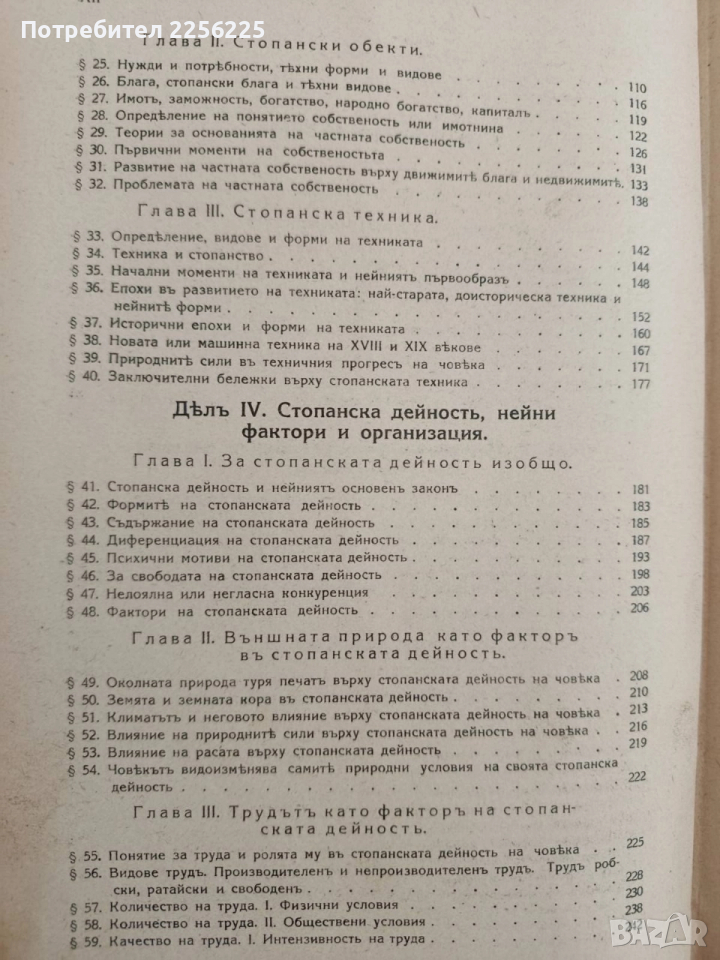 Потребител 2256225
Глава II. Стопански обекти.
§ 25. Нужди и потрѣбности, тѣхни форми и видове . . . . . . . 110
§ 26. Блага, стопански блага и тѣхни видове . . . . . . . . 116
§ 27. Имотъ, заможность, богатство, народно богатство, капиталъ . . . . 119
§ 28. Опредѣление на понятието собственость или имотнина . . . . . 122
§ 29. Теории за основанията на частната собственость . . . . . . 126
§ 30. Първични моменти на собствеността . . . . . . . . 131
§ 31. Развитие на частната собственость върху движимитѣ блага и недвижимитѣ. 133
§ 32. Проблемата на частната собственость . . . . . . . . 138
Глава III. Стопанска техника.
§ 33. Опредѣление, видове и форми на техниката . . . . . . . 142
§ 34. Техника и стопанство . . . . . . . . . . . 144
§ 35. Начални моменти на техниката и нейниятъ първообразъ . . . . . 148
§ 36. Епохи въ развитието на техниката: най-старата, доисторическа техника и
нейнитѣ форми . . . . . . . . . . . . 152
§ 37. Исторични епохи и форми на техниката . . . . . . . 160
§ 38. Новата или машинна техника на XVIII и XIX вѣкове . . . . . 167
§ 39. Природнитѣ сили въ техничния прогресъ на човѣка . . . . . 171
§ 40. Заключителни бележки върху стопанската техника . . . . . . 177
Дѣлъ IV. Стопанска дейность, нейни
фактори и организация.
Глава I. За стопанската дейность изобщо.
§ 41. Стопанска дейность и нейниятъ основенъ законъ . . . . . . 181
§ 42. Формитѣ на стопанската дейность . . . . . . . . 183
§ 43. Съдържание на стопанската дейность . . . . . . . . 185
§ 44. Диференциация на стопанската дейность . . . . . . . 187
§ 45. Психични мотиви на стопанската дейность . . . . . . . 193
§ 46. За свободата на стопанската дейность . . . . . . . . 198
§ 47. Нелоялна или негласна конкуренция . . . . . . . . 203
§ 48. Фактори на стопанската дейность . . . . . . . . 206
Глава II. Външната природа като факторъ
въ стопанската дейность.
§ 49. Околната природа туря печатъ върху стопанската дейность на човѣка . 208
§ 50. Земята и земната кора въ стопанската дейность . . . . . . 210
§ 51. Климатътъ и неговото влияние върху стопанската дейность на човѣка . 213
§ 52. Влияние на природнитѣ сили върху стопанската дейность на човѣка . . 216
§ 53. Влияние на расата върху стопанската дейность . . . . . . 219
§ 54. Човѣкътъ видоизменява самитѣ природни условия на своята стопанска
дейность . . . . . . . . . . . . . 222
Глава III. Трудътъ като факторъ на стопан-
ската дейность.
§ 55. Понятие за труда и ролята му въ стопанската дейность на човѣка . . 225
§ 56. Видове трудъ. Производителенъ и непроизводителенъ трудъ. Трудъ роб-
ски, ратайски и свободенъ . . . . . . . . . . 228
§ 57. Количество на труда. I. Физични условия . . . . . . . 230
§ 58. Количество на труда. II. Обществени условия . . . . . . 238
§ 59. Качество на труда. I. Интензивность на труда . . . . . . 242
BAZAR